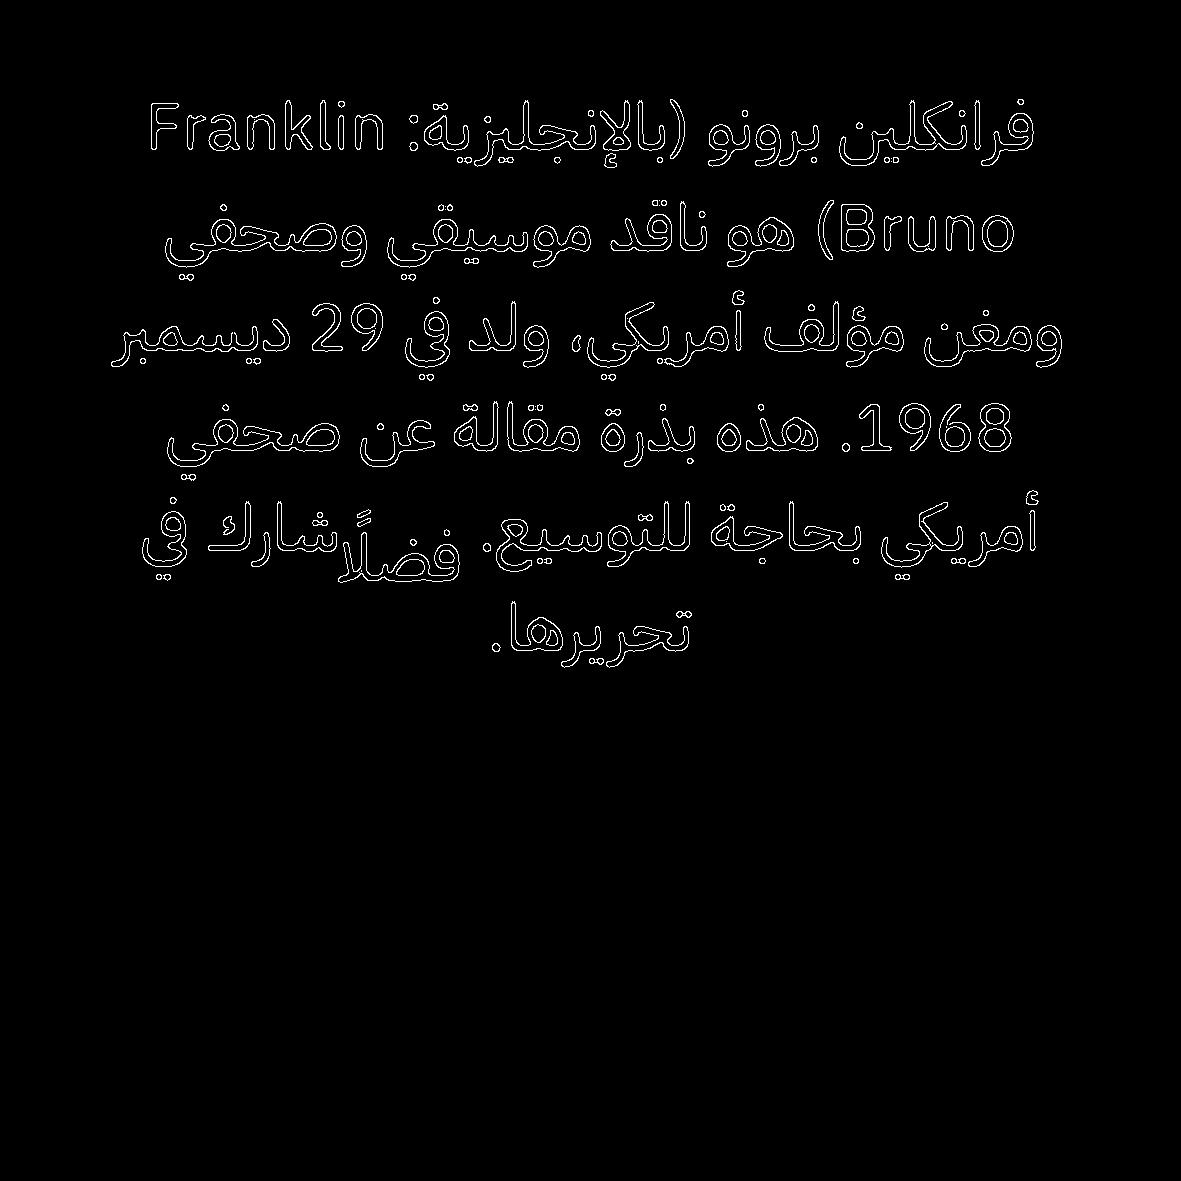 فرانكلين برونو (بالإنجليزية: Franklin
Bruno) هو ناقد موسيقي وصحفي
ومغن مؤلف أمريكي، ولد في 29 ديسمبر
1968. هذه بذرة مقالة عن صحفي
أمريكي بحاجة للتوسيع. فضلًا شارك في
تحريرها.